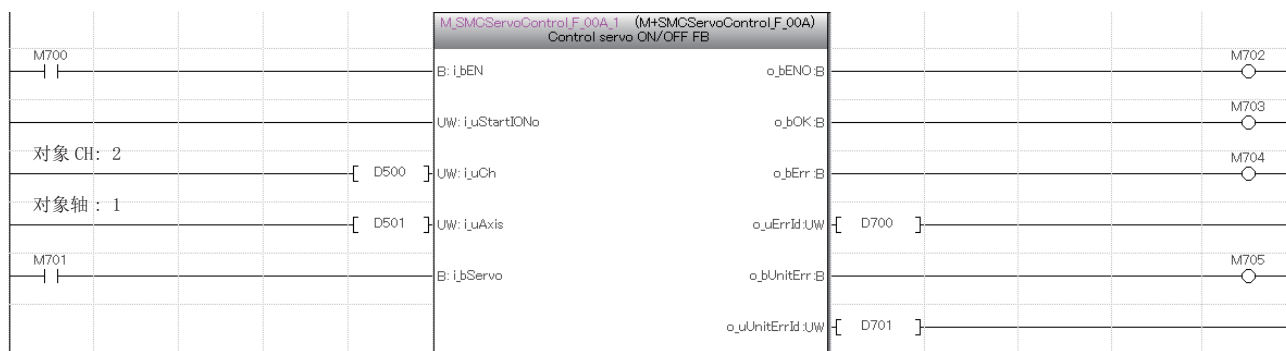 M_SMCServoControl_F_00A_1 (M+SMCServoControl_F_00A)
Control servo ON/OFF FB
M700
B: i_bEN
o_bENO:B
M702
UW: i_uStartIONo
o_bOK:B
M703
对象 CH: 2
D500
UW: i_uCh
o_bErr:B
M704
对象轴 : 1
D501
UW: i_uAxis
o_uErrId:UW
D700
M701
B: i_bServo
o_bUnitErr:B
M705
o_uUnitErrId:UW
D701